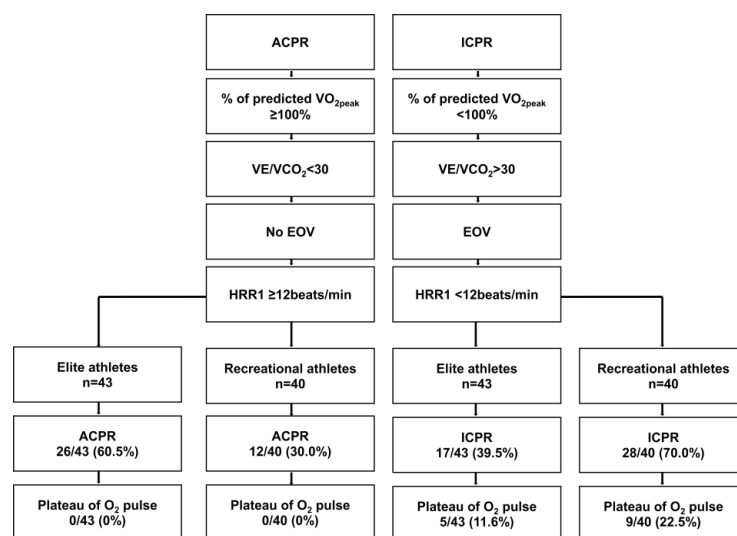 ACPR
ICPR
% of predicted VO2peak
≥100%
% of predicted VO2peak
<100%
VE/VCO2<30
VE/VCO2>30
No EOV
EOV
HRR1 ≥12beats/min
HRR1 <12beats/min
Elite athletes
n=43
Recreational athletes
n=40
Elite athletes
n=43
Recreational athletes
n=40
ACPR
26/43 (60.5%)
ACPR
12/40 (30.0%)
ICPR
17/43 (39.5%)
ICPR
28/40 (70.0%)
Plateau of O2 pulse
0/43 (0%)
Plateau of O2 pulse
0/40 (0%)
Plateau of O2 pulse
5/43 (11.6%)
Plateau of O2 pulse
9/40 (22.5%)